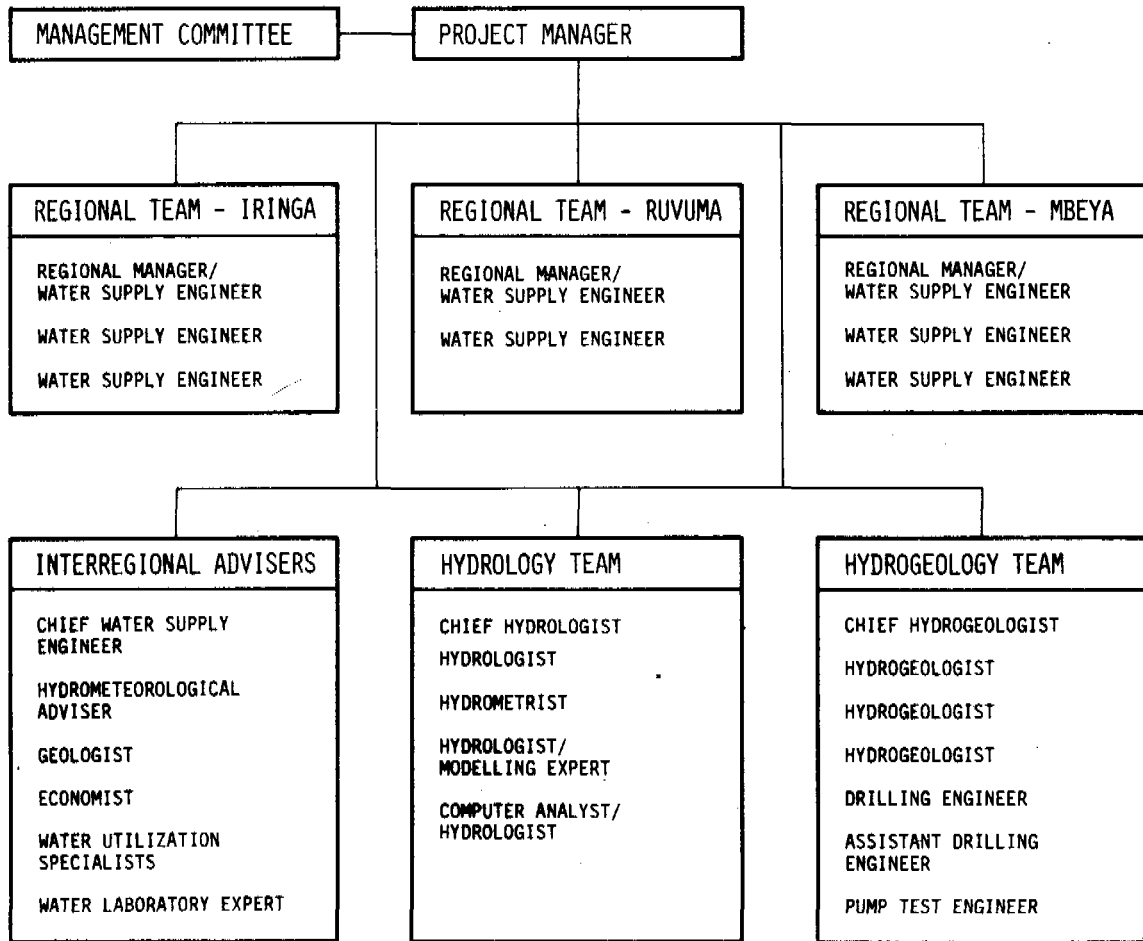 MANAGEMENT COMMITTEE
PROJECT MANAGER
REGIONAL TEAM - IRINGA
REGIONAL MANAGER/
WATER SUPPLY ENGINEER
WATER SUPPLY ENGINEER
WATER SUPPLY ENGINEER
REGIONAL TEAM - RUVUMA
REGIONAL MANAGER/
WATER SUPPLY ENGINEER
WATER SUPPLY ENGINEER
REGIONAL TEAM - MBEYA
REGIONAL MANAGER/
WATER SUPPLY ENGINEER
WATER SUPPLY ENGINEER
WATER SUPPLY ENGINEER
INTERREGIONAL ADVISERS
CHIEF WATER SUPPLY
ENGINEER
HYDROMETEOROLOGICAL
ADVISER
GEOLOGIST
ECONOMIST
WATER UTILIZATION
SPECIALISTS
WATER LABORATORY EXPERT
HYDROLOGY TEAM
CHIEF HYDROLOGIST
HYDROLOGIST
HYDROMETRIST
HYDROLOGIST/
MODELLING EXPERT
COMPUTER ANALYST/
HYDROLOGIST
HYDROGEOLOGY TEAM
CHIEF HYDROGEOLOGIST
HYDROGEOLOGIST
HYDROGEOLOGIST
HYDROGEOLOGIST
DRILLING ENGINEER
ASSISTANT DRILLING
ENGINEER
PUMP TEST ENGINEER